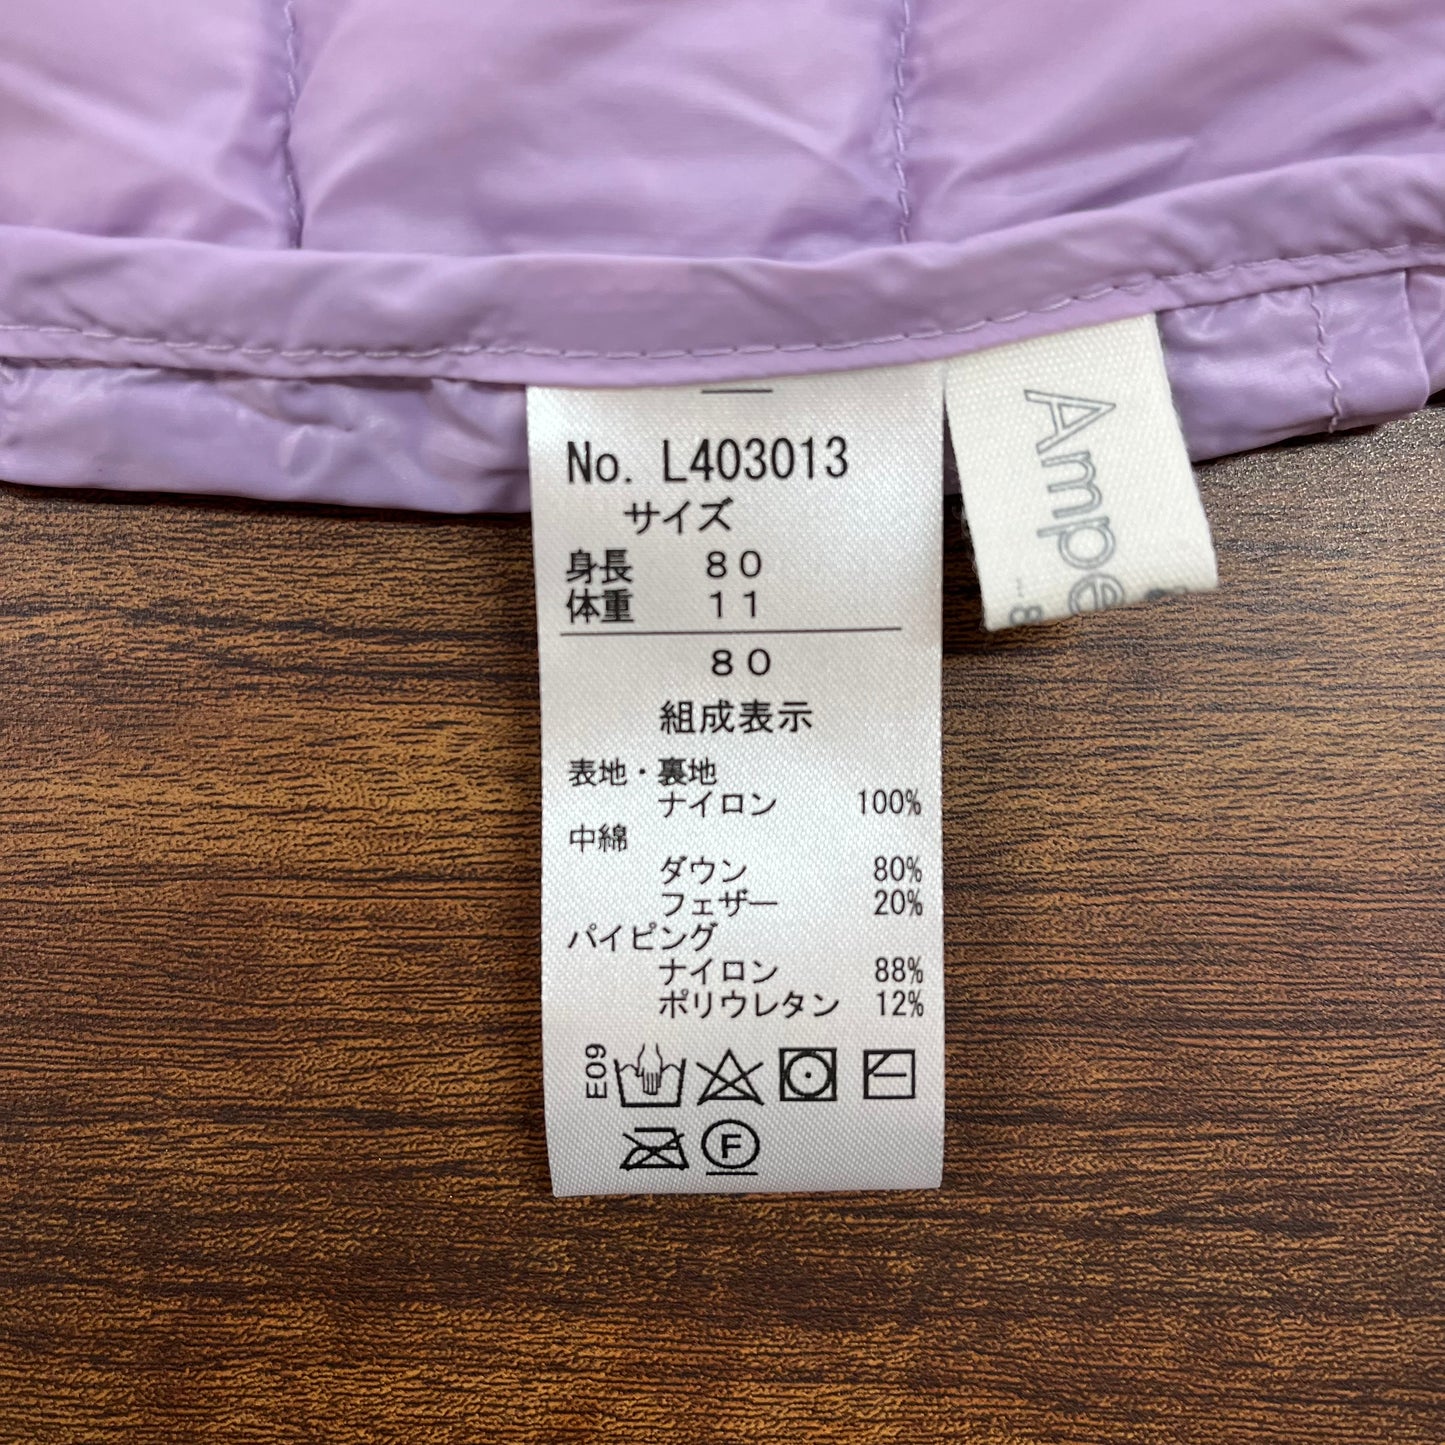 No. L403013
サイズ
身長 80
体重 11
80
組成表示
表地・裏地
ナイロン 100%
中綿
ダウン 80%
フェザー 20%
パイピング
ナイロン 88%
ポリウレタン 12%
E09
F
Ampe